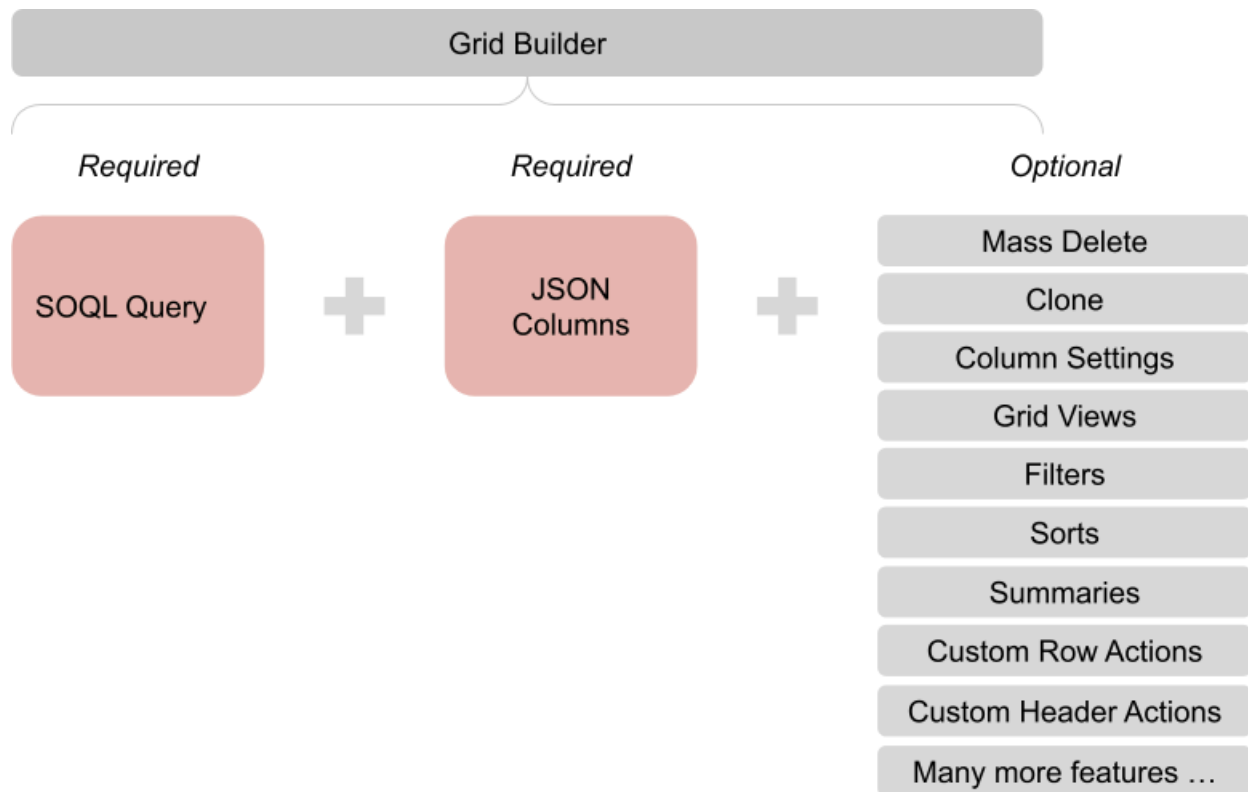 Grid Builder
Required
Required
Optional
SOQL Query
JSON
Columns
Mass Delete
Clone
Column Settings
Grid Views
Filters
Sorts
Summaries
Custom Row Actions
Custom Header Actions
Many more features …